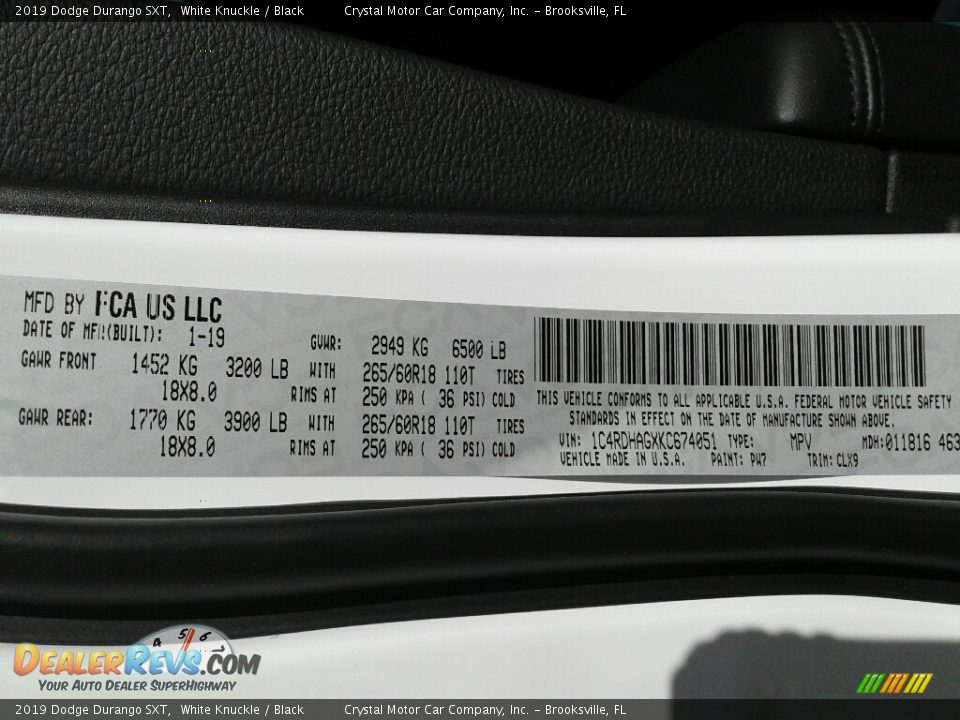 2019 Dodge Durango SXT, White Knuckle / Black Crystal Motor Car Company, Inc. - Brooksville, FL
MFD BY FCA US LLC
DATE OF MFR(BUILT): 1-19 GVWR: 2949 KG 6500 LB
GAWR FRONT 1452 KG 3200 LB WITH 265/60R18 110T TIRES
18X8.0 RIMS AT 250 KPA ( 36 PSI) COLD
GAWR REAR: 1770 KG 3900 LB WITH 265/60R18 110T TIRES
18X8.0 RIMS AT 250 KPA ( 36 PSI) COLD
THIS VEHICLE CONFORMS TO ALL APPLICABLE U.S.A. FEDERAL MOTOR VEHICLE SAFETY
STANDARDS IN EFFECT ON THE DATE OF MANUFACTURE SHOWN ABOVE.
VIN: 1C4RDHAGXKC674051 TYPE: MPV MDH:011816 463
VEHICLE MADE IN U.S.A. PAINT: PW7 TRIM: CLX9
4 5 6 7
DEALERREVS.COM
YOUR AUTO DEALER SUPERHIGHWAY
2019 Dodge Durango SXT, White Knuckle / Black Crystal Motor Car Company, Inc. - Brooksville, FL